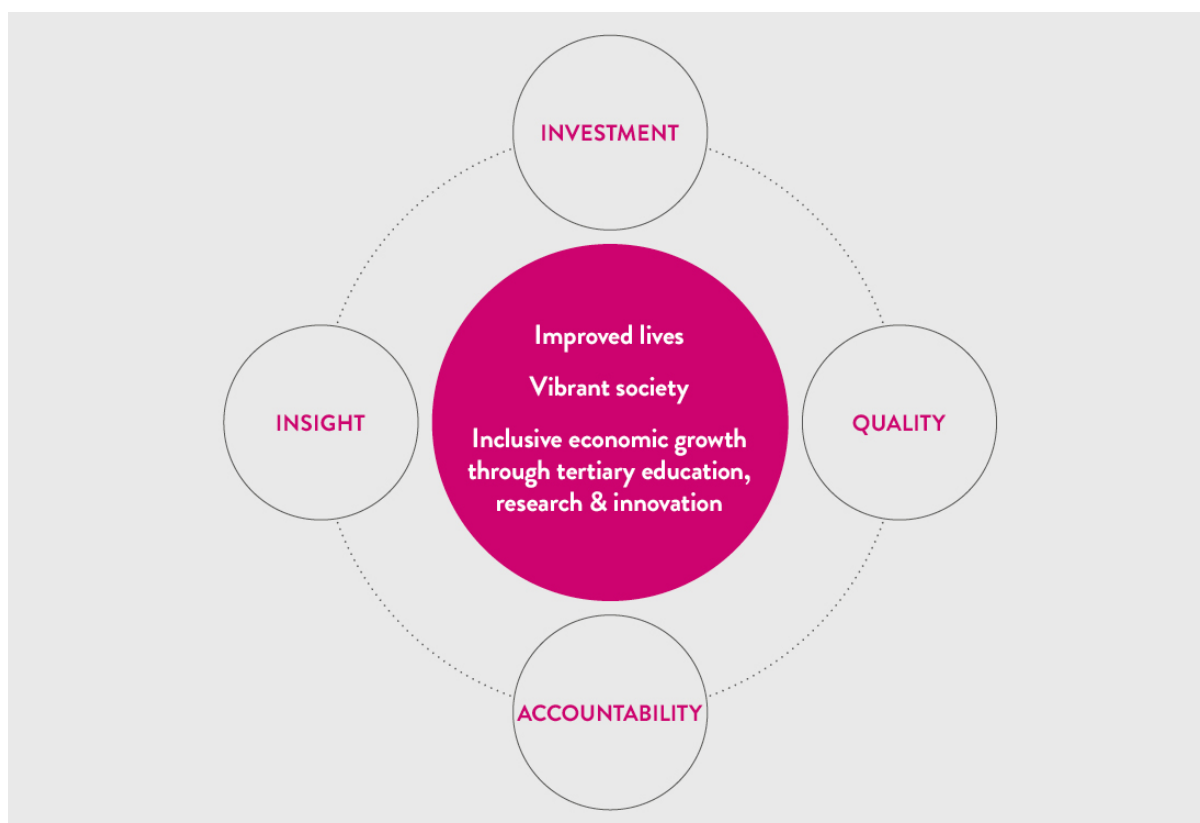 INVESTMENT
Improved lives
Vibrant society
INSIGHT
Inclusive economic growth
through tertiary education,
research & innovation
QUALITY
ACCOUNTABILITY